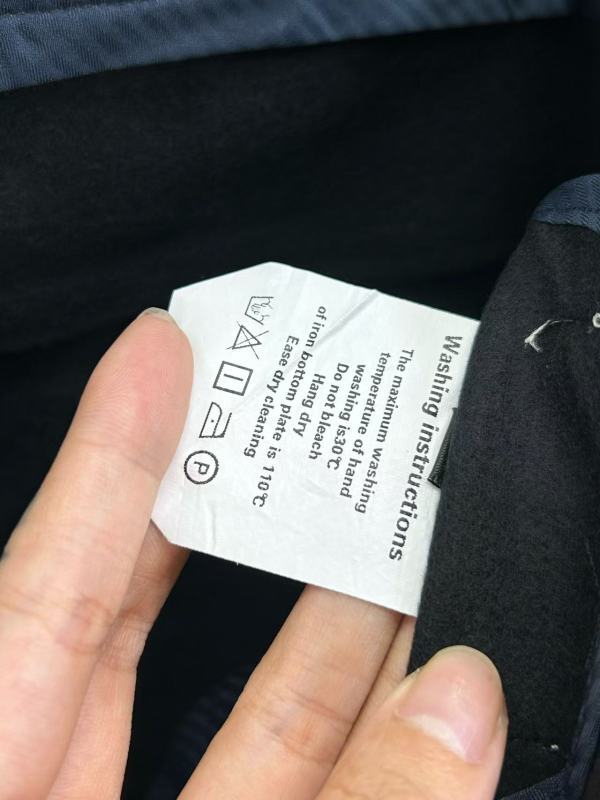 Washing instructions
The maximum washing
temperature of hand
washing is30℃
Do not bleach
Hang dry
of iron bottom plate is 110℃
Ease dry cleaning
P